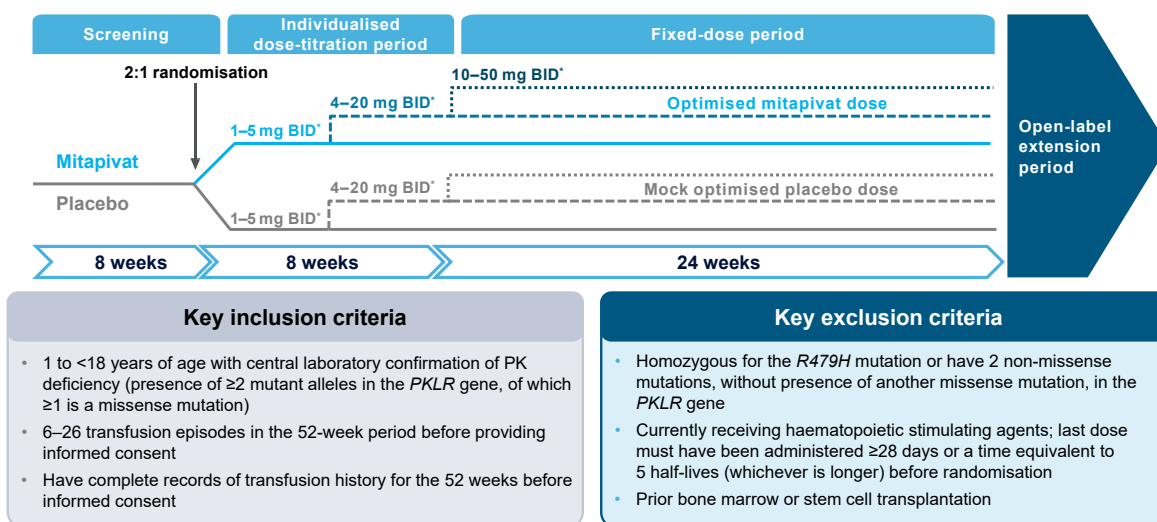 Screening
Individualised
dose-titration period
Fixed-dose period
2:1 randomisation
10–50 mg BID*
4–20 mg BID*
Optimised mitapivat dose
1–5 mg BID*
Mitapivat
Placebo
4–20 mg BID*
Mock optimised placebo dose
1–5 mg BID*
Open-label
extension
period
8 weeks
8 weeks
24 weeks
Key inclusion criteria
• 1 to <18 years of age with central laboratory confirmation of PK
deficiency (presence of ≥2 mutant alleles in the PKLR gene, of which
≥1 is a missense mutation)
• 6–26 transfusion episodes in the 52-week period before providing
informed consent
• Have complete records of transfusion history for the 52 weeks before
informed consent
Key exclusion criteria
• Homozygous for the R479H mutation or have 2 non-missense
mutations, without presence of another missense mutation, in the
PKLR gene
• Currently receiving haematopoietic stimulating agents; last dose
must have been administered ≥28 days or a time equivalent to
5 half-lives (whichever is longer) before randomisation
• Prior bone marrow or stem cell transplantation